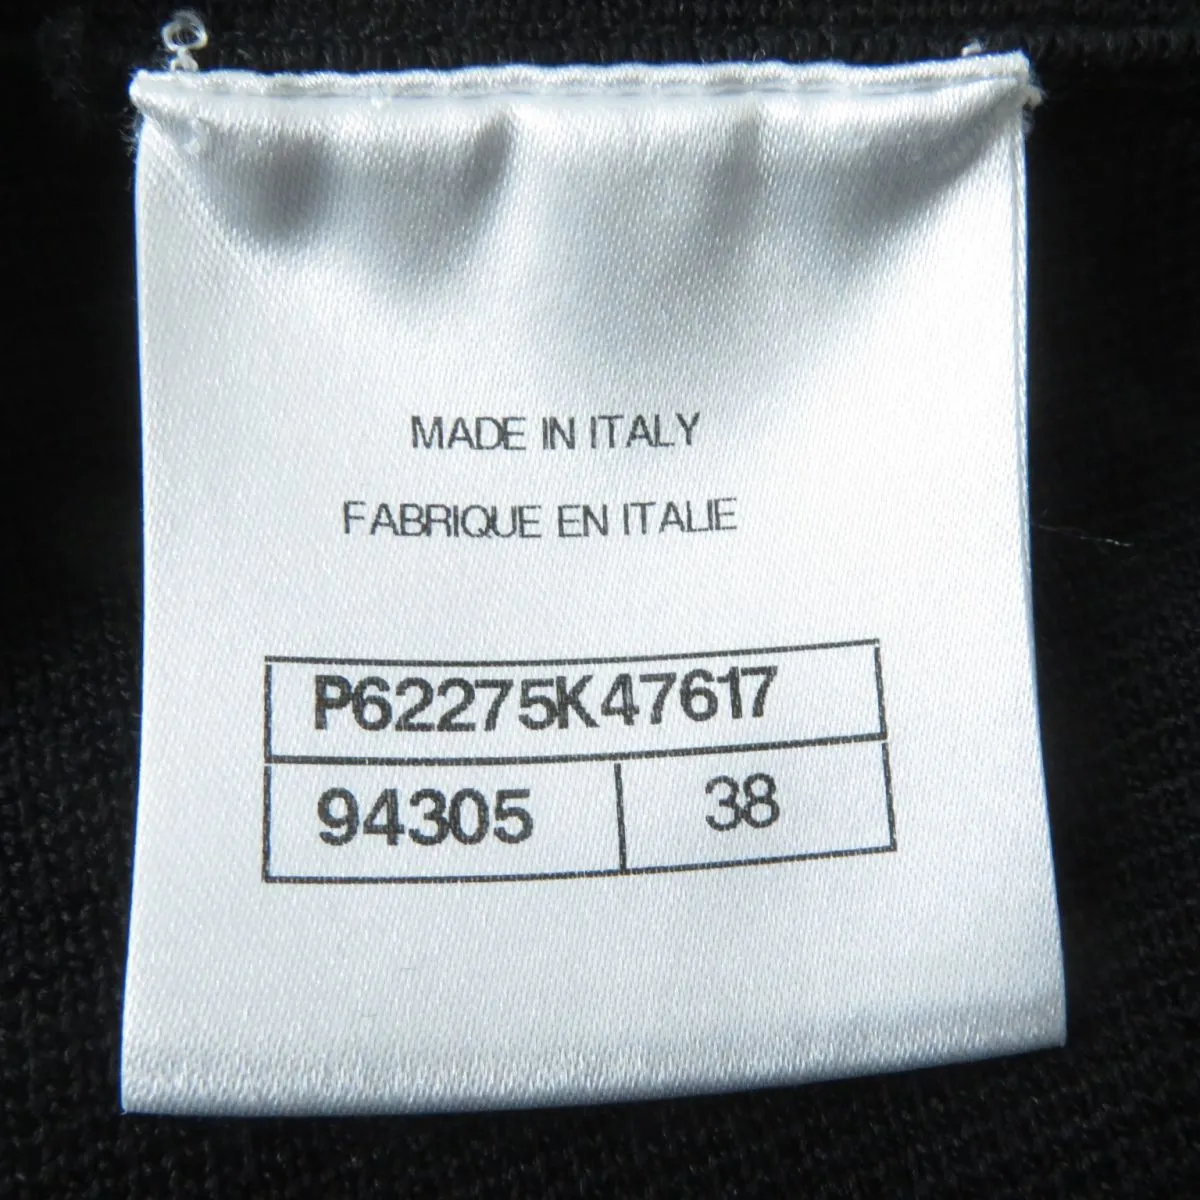 MADE IN ITALY
FABRIQUE EN ITALIE
P62275K47617
94305 38